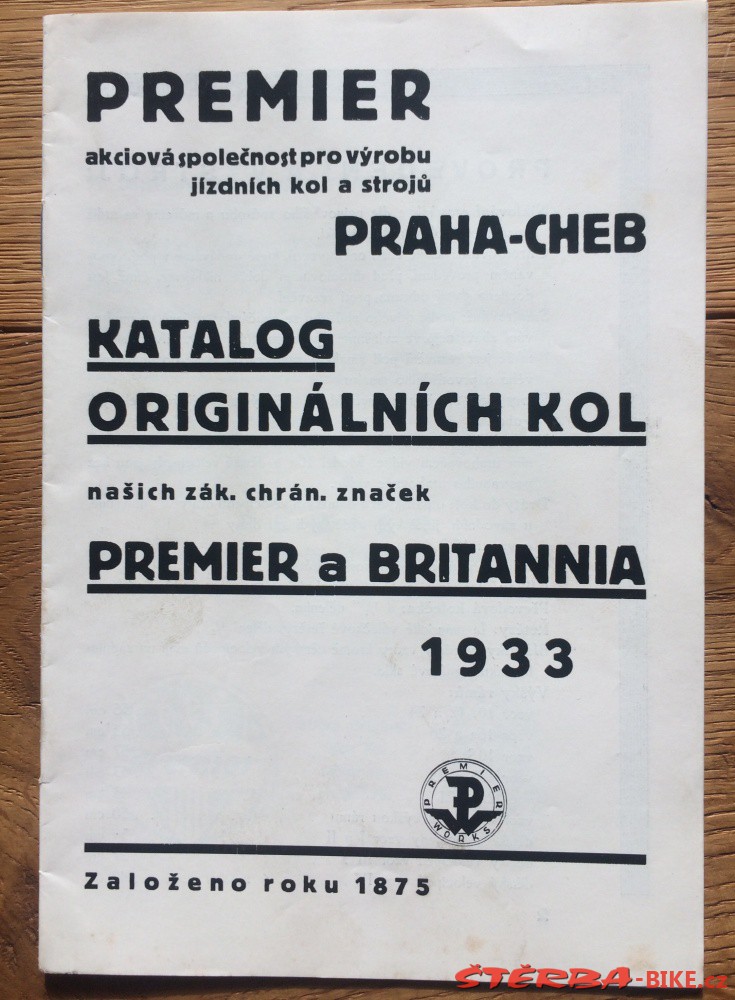 PREMIER
akciová společnost pro výrobu
jízdních kol a strojů
PRAHA-CHEB
KATALOG
ORIGINÁLNÍCH KOL
našich zák. chrán. značek
PREMIER a BRITANNIA
1933
PREMIER
P
WORKS
Založeno roku 1875
ŠTĚRBA-BIKE.cz